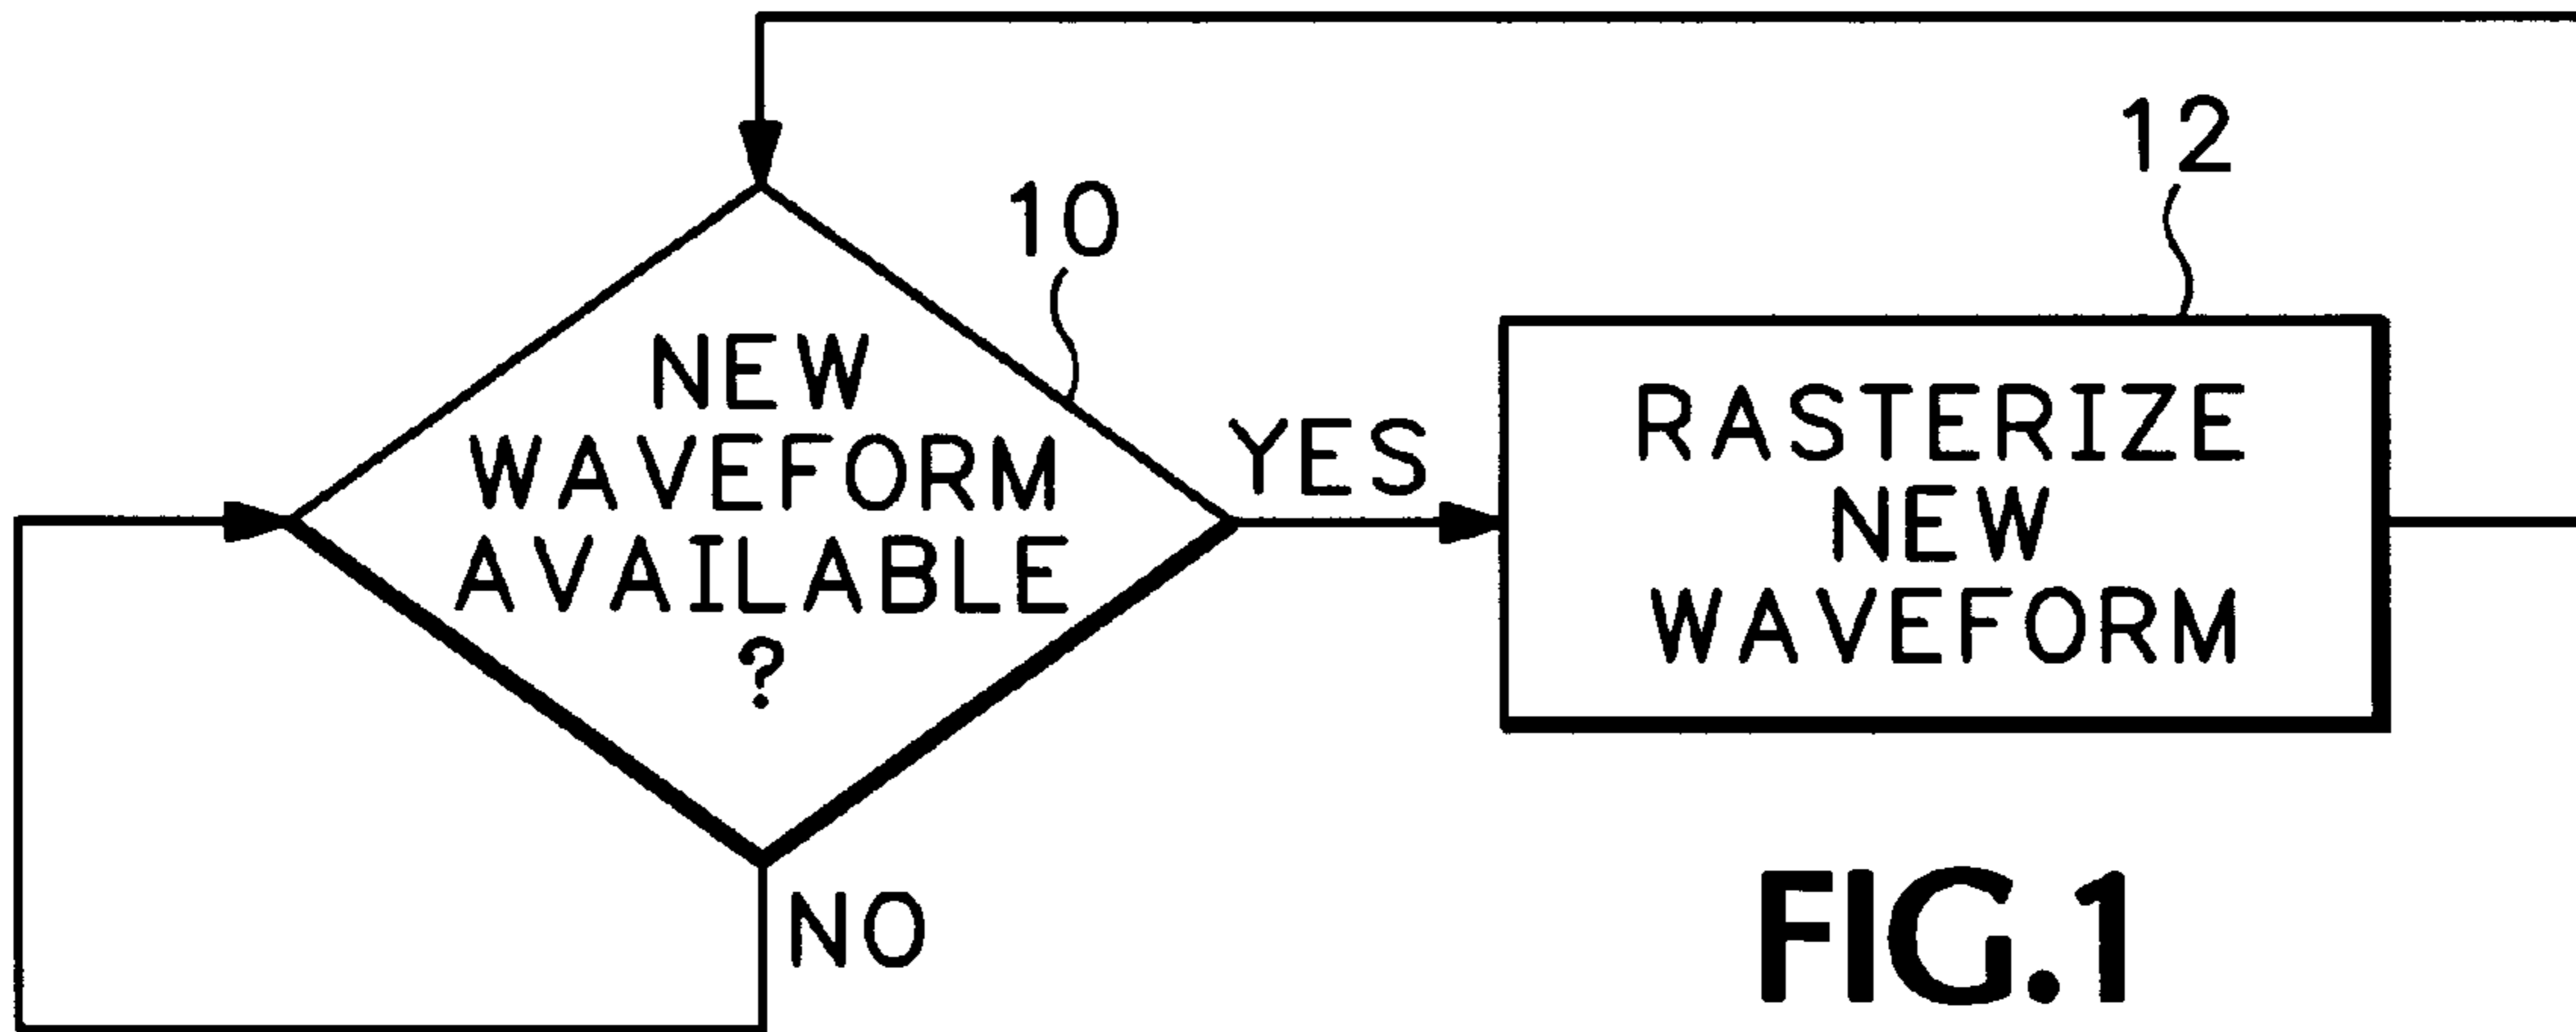 10
12
NEW
WAVEFORM
AVAILABLE
?
YES
RASTERIZE
NEW
WAVEFORM
NO
FIG.1